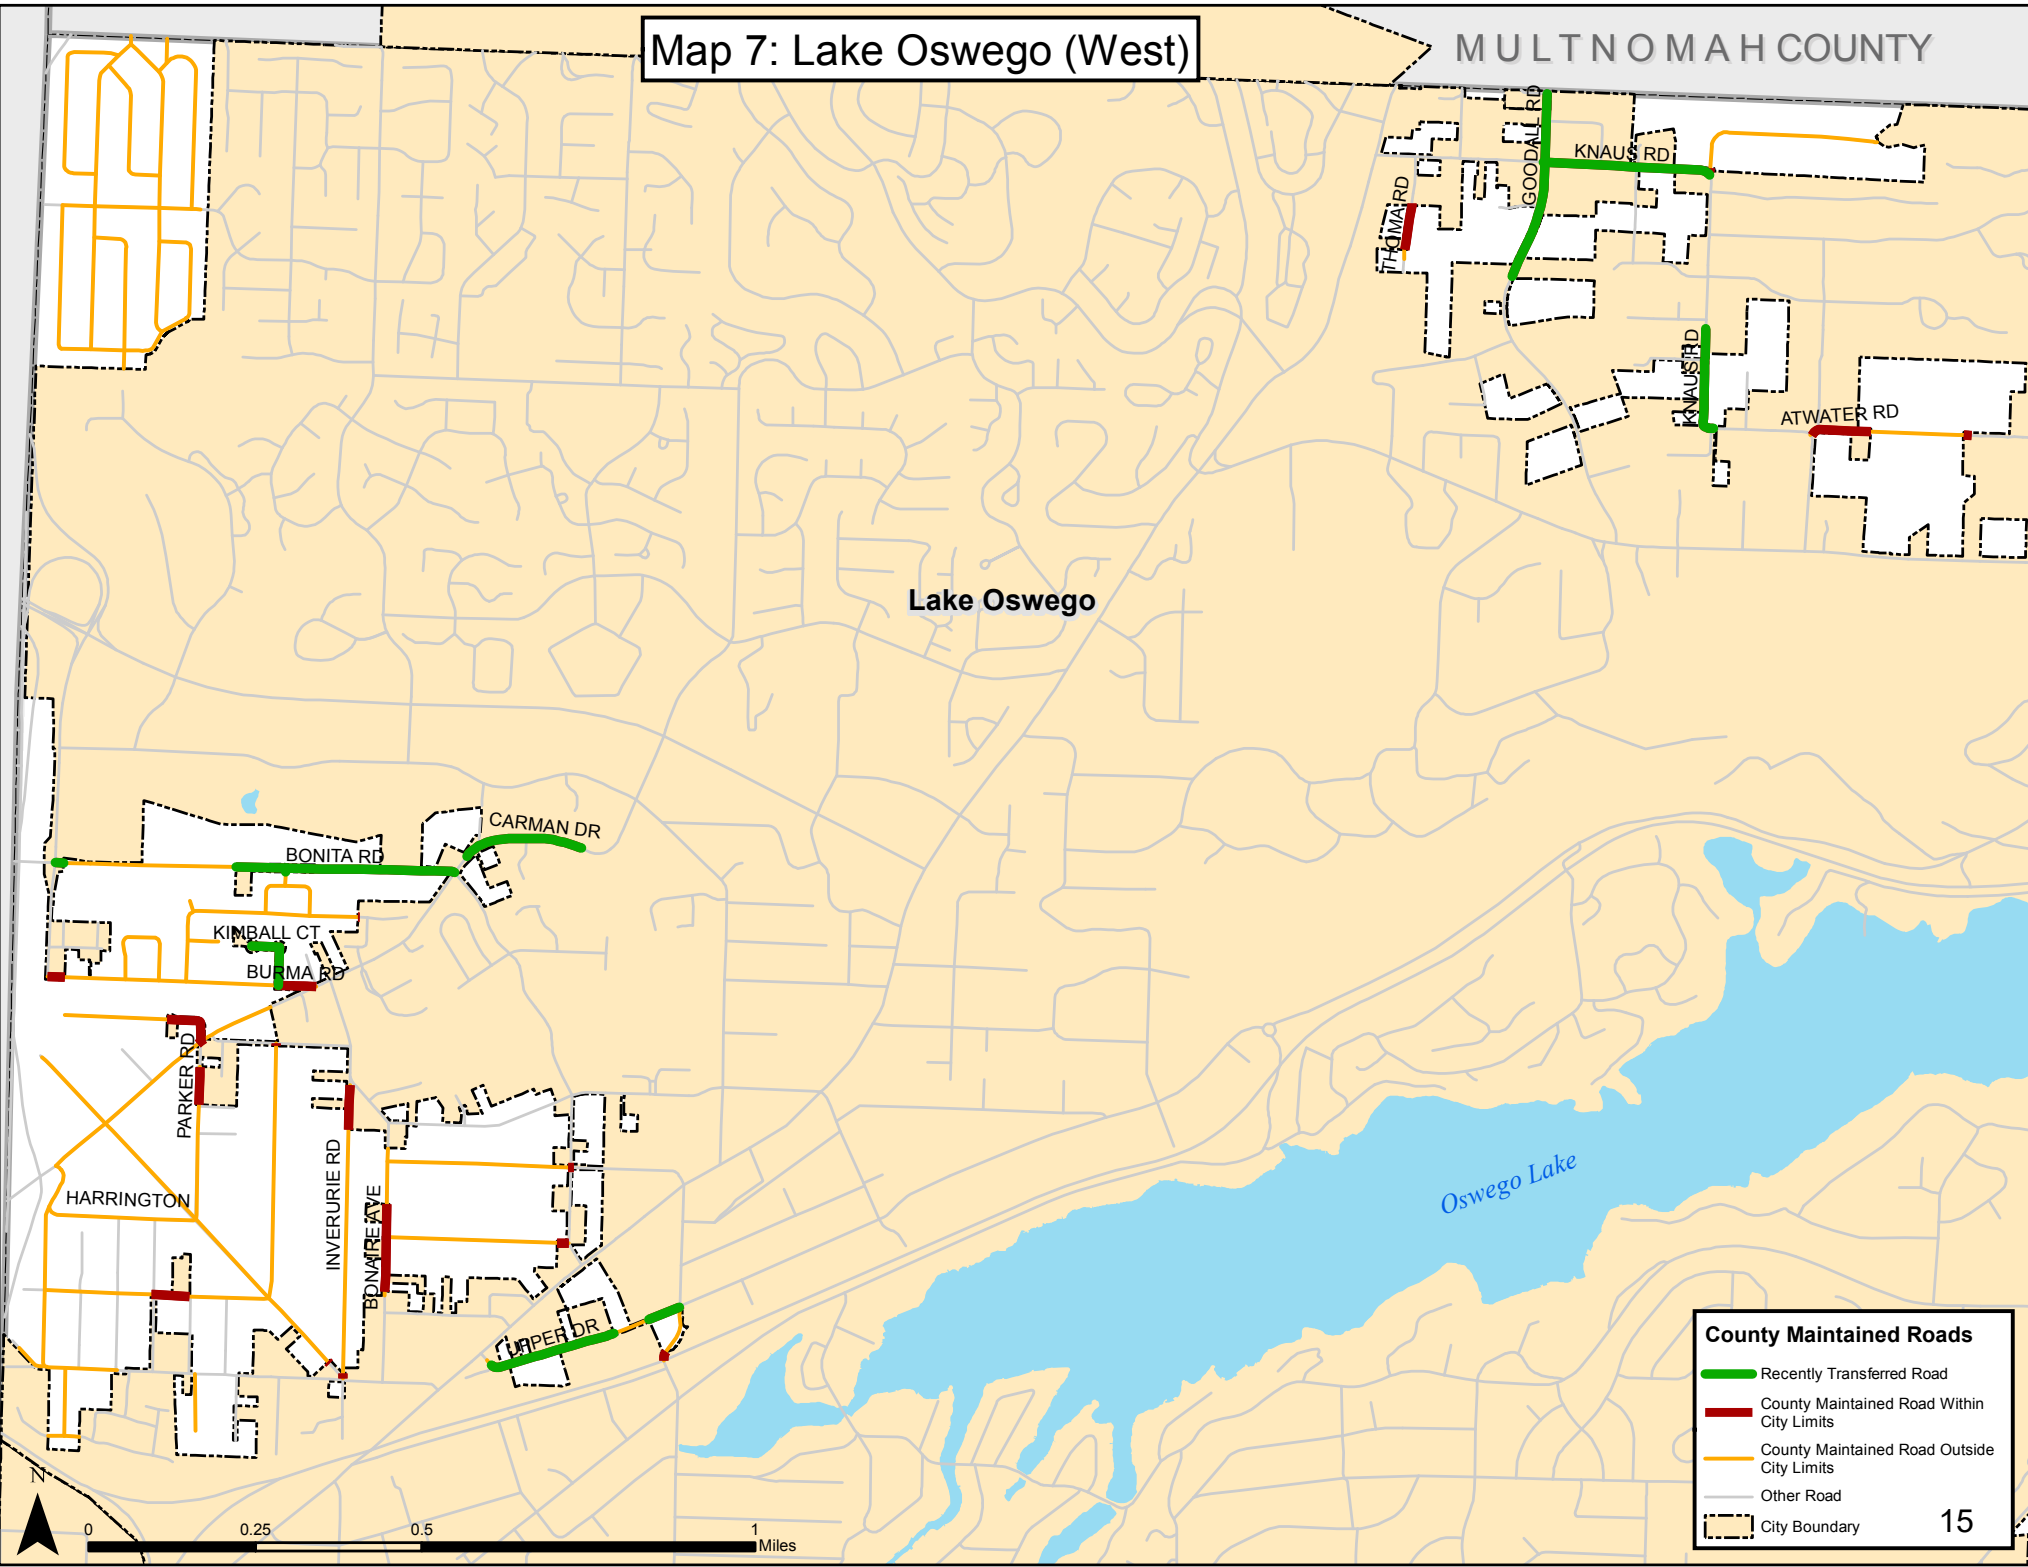 Map 7: Lake Oswego (West)
MULTNOMAH COUNTY
GOODALL RD
KNAUS RD
THOMA RD
KNAUS RD
ATWATER RD
Lake Oswego
CARMAN DR
BONITA RD
KIMBALL CT
BURMA RD
PARKER RD
HARRINGTON
INVERURIE RD
BONAIRE AVE
UPPER DR
Oswego Lake
County Maintained Roads
Recently Transferred Road
County Maintained Road Within
City Limits
County Maintained Road Outside
City Limits
Other Road
City Boundary
15
N
0 0.25 0.5 1
Miles